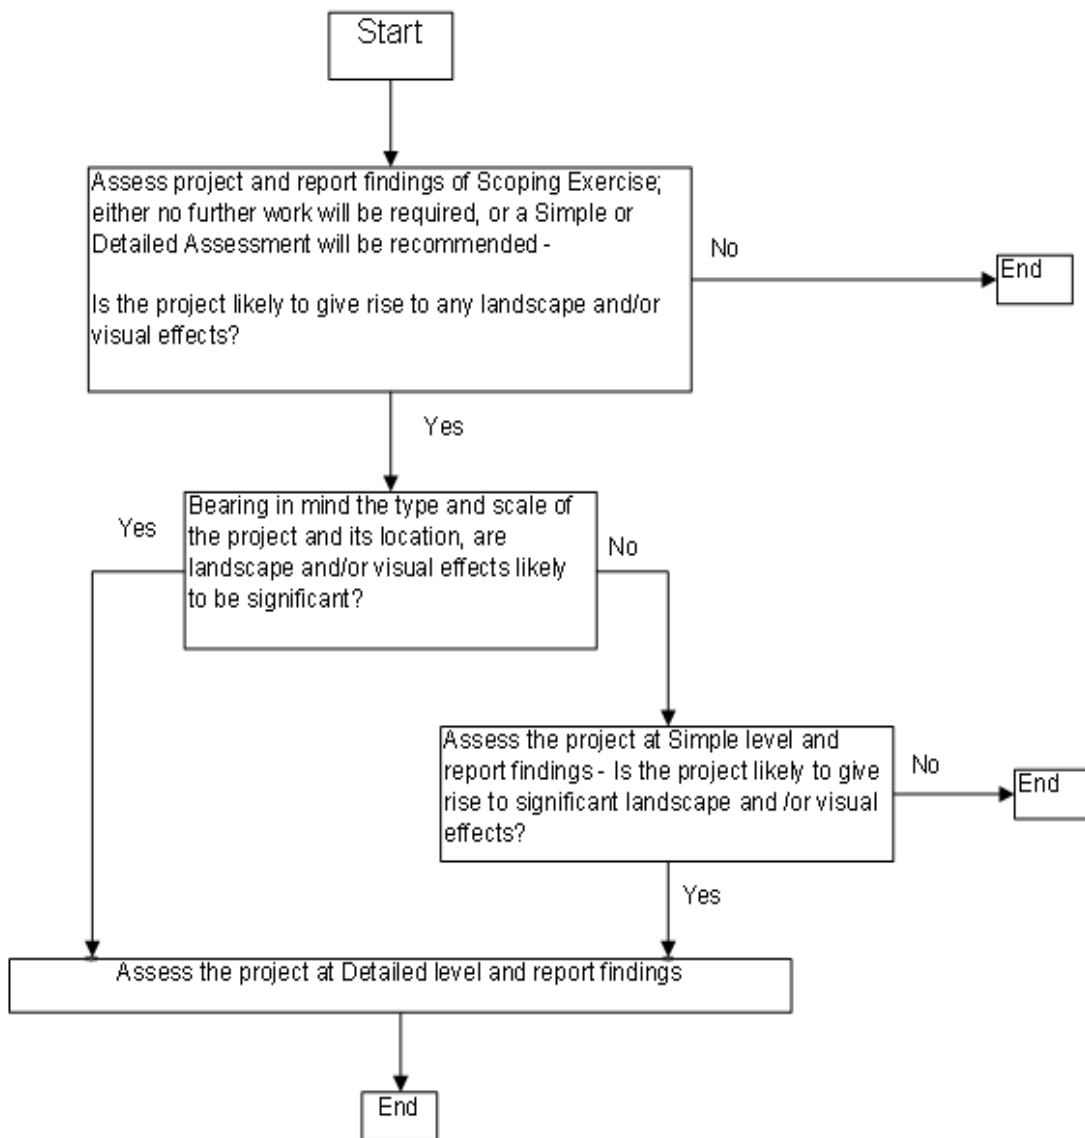 Start
Assess project and report findings of Scoping Exercise;
either no further work will be required, or a Simple or
Detailed Assessment will be recommended -
Is the project likely to give rise to any landscape and/or
visual effects?
No
End
Yes
Bearing in mind the type and scale of
the project and its location, are
landscape and/or visual effects likely
to be significant?
Yes
No
Assess the project at Simple level and
report findings - Is the project likely to give
rise to significant landscape and /or visual
effects?
No
End
Yes
Assess the project at Detailed level and report findings
End